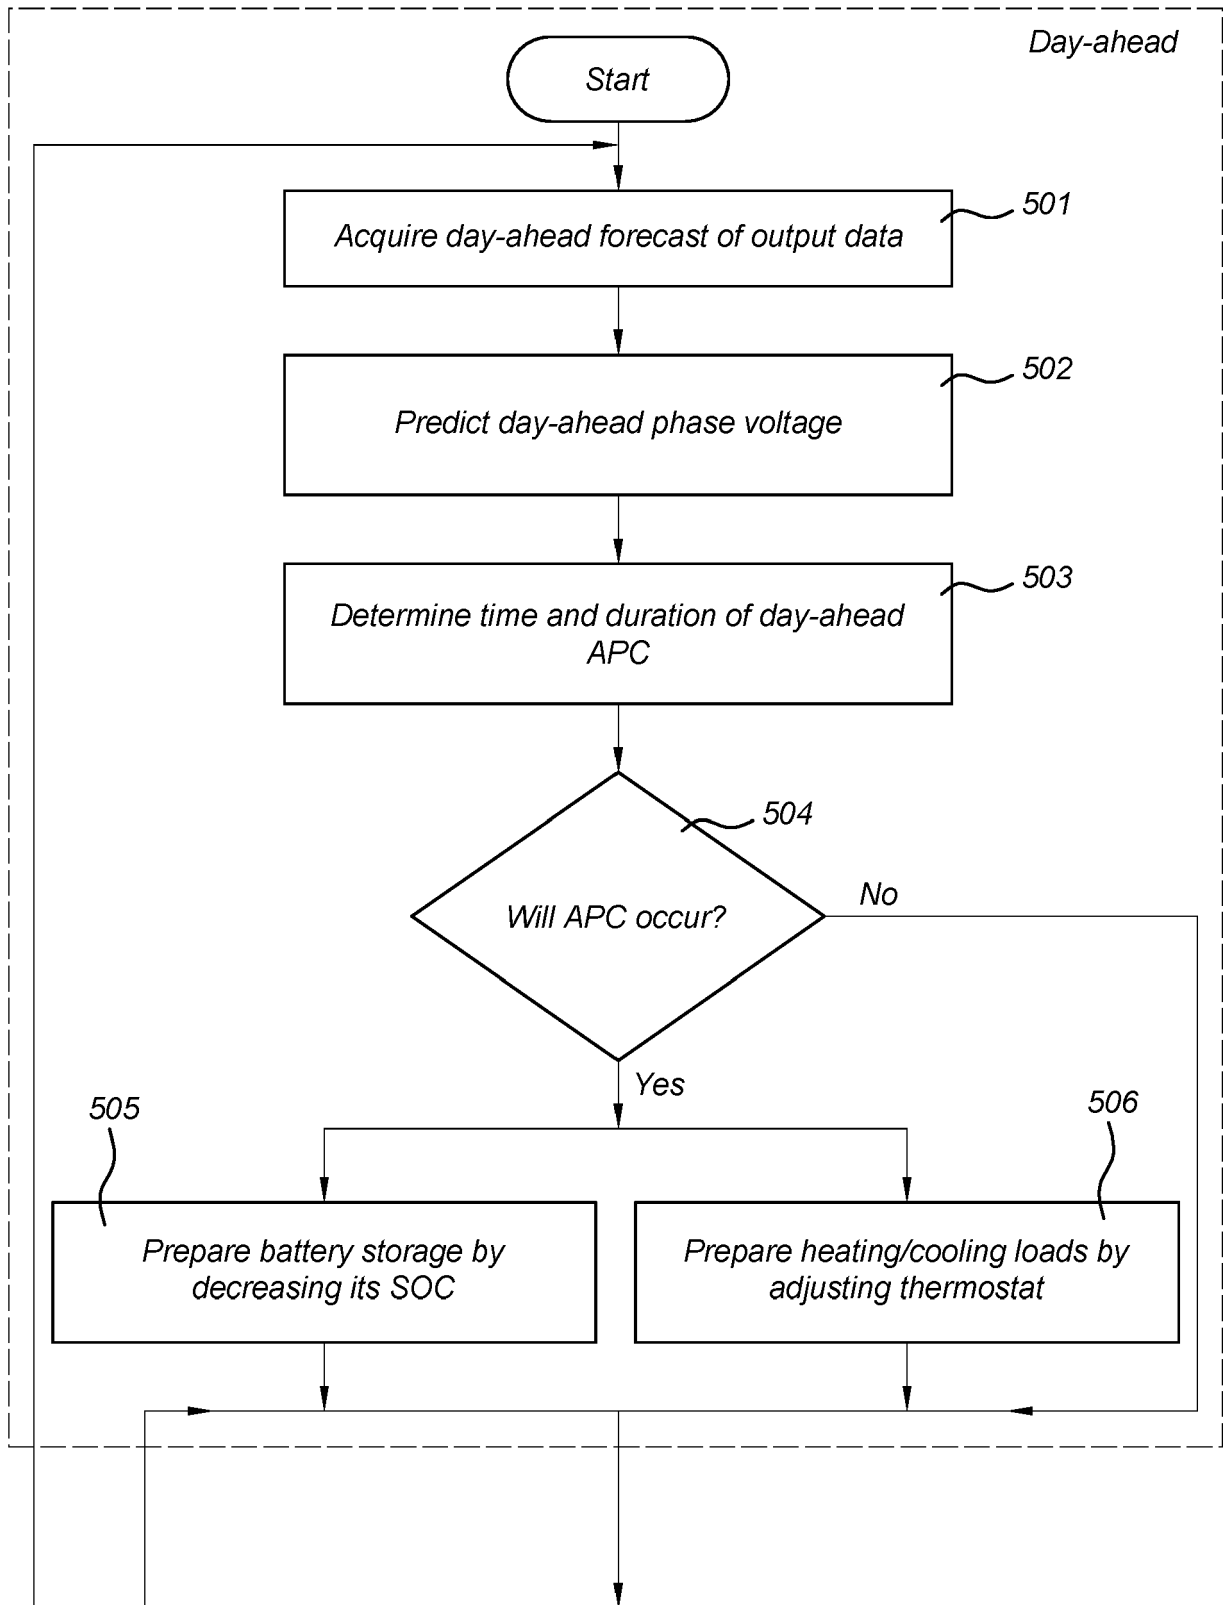 Day-ahead
Start
501
Acquire day-ahead forecast of output data
502
Predict day-ahead phase voltage
503
Determine time and duration of day-ahead
APC
504
Will APC occur?
No
Yes
505
506
Prepare battery storage by
decreasing its SOC
Prepare heating/cooling loads by
adjusting thermostat